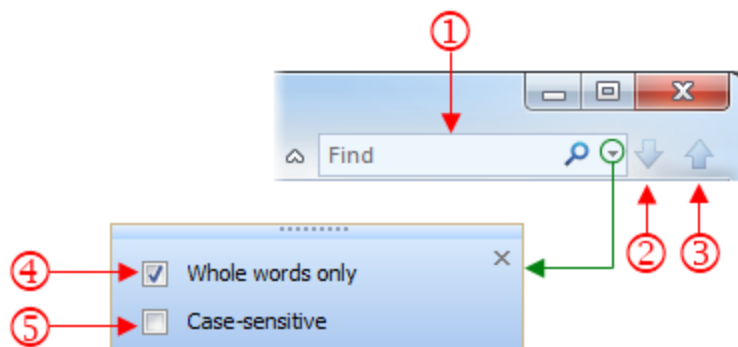 ①
Find
② ③
④ Whole words only
⑤ Case-sensitive